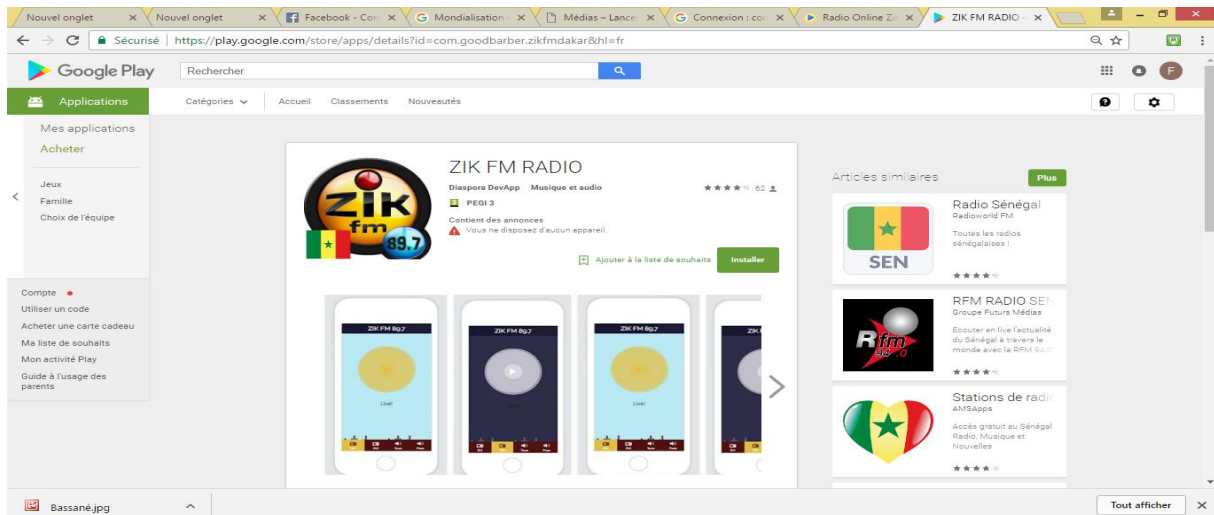 Nouvel onglet
Nouvel onglet
Facebook - Con
Mondialisation
Médias – Lance
Connexion : con
Radio Online Zi
ZIK FM RADIO -
Sécurisé
https://play.google.com/store/apps/details?id=com.goodbarber.zikfmdakar&hl=fr
Google Play
Rechercher
F
Applications
Catégories
Accueil
Classements
Nouveautés
Mes applications
Acheter
Jeux
Famille
Choix de l'équipe
Compte
Utiliser un code
Acheter une carte cadeau
Ma liste de souhaits
Mon activité Play
Guide à l'usage des
parents
ZIK
fm
89.7
ZIK FM RADIO
Diaspora DevApp Musique et audio
62
PEGI 3
Contient des annonces
Vous ne disposez d'aucun appareil.
Ajouter à la liste de souhaits
Installer
ZIK FM 89.7
Live!
ZIK FM 89.7
ZIK FM 89.7
Live!
ZIK
Articles similaires
Plus
SEN
Radio Sénégal
Radioworld FM
Toutes les radios
sénégalaises !
Rfm
94.0
RFM RADIO SEN
Groupe Futurs Médias
Ecouter en live l'actualité
du Sénégal à travers le
monde avec la RFM 94.0
Stations de radio
AMSApps
Accès gratuit au Sénégal
Radio, Musique et
Nouvelles
Bassané.jpg
Tout afficher